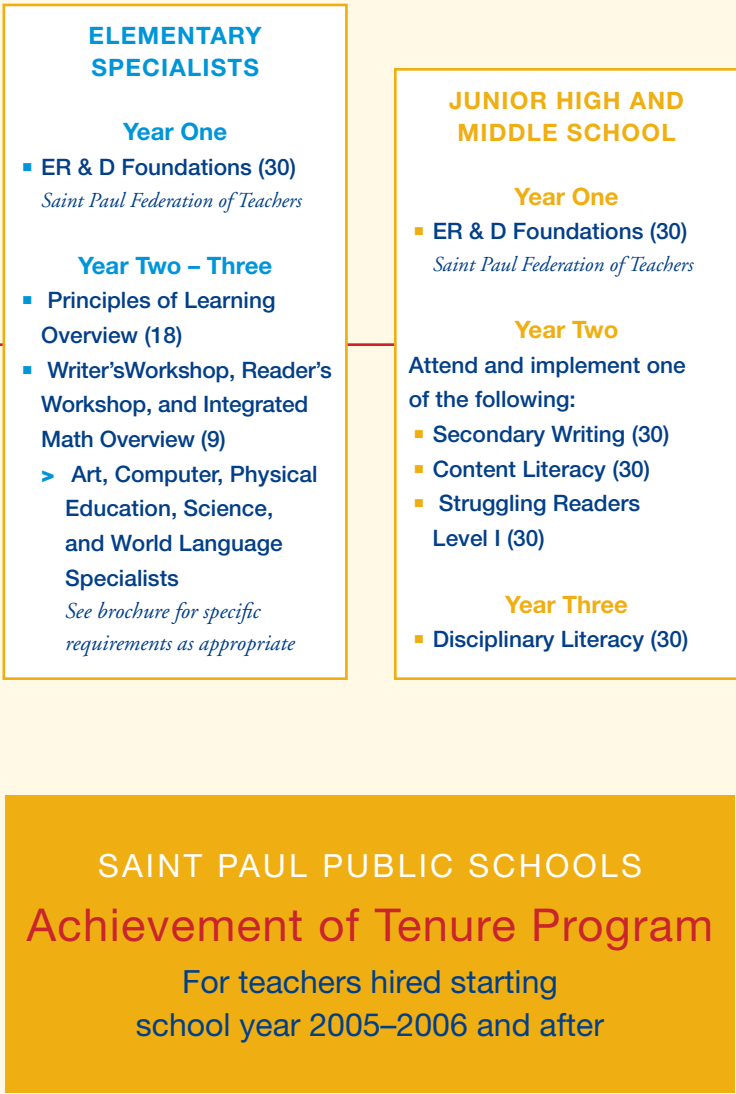 ELEMENTARY
SPECIALISTS
Year One
▪ ER & D Foundations (30)
Saint Paul Federation of Teachers
Year Two – Three
▪ Principles of Learning
Overview (18)
▪ Writer'sWorkshop, Reader's
Workshop, and Integrated
Math Overview (9)
> Art, Computer, Physical
Education, Science,
and World Language
Specialists
See brochure for specific
requirements as appropriate
JUNIOR HIGH AND
MIDDLE SCHOOL
Year One
▪ ER & D Foundations (30)
Saint Paul Federation of Teachers
Year Two
Attend and implement one
of the following:
▪ Secondary Writing (30)
▪ Content Literacy (30)
▪ Struggling Readers
Level I (30)
Year Three
▪ Disciplinary Literacy (30)
SAINT PAUL PUBLIC SCHOOLS
Achievement of Tenure Program
For teachers hired starting
school year 2005–2006 and after